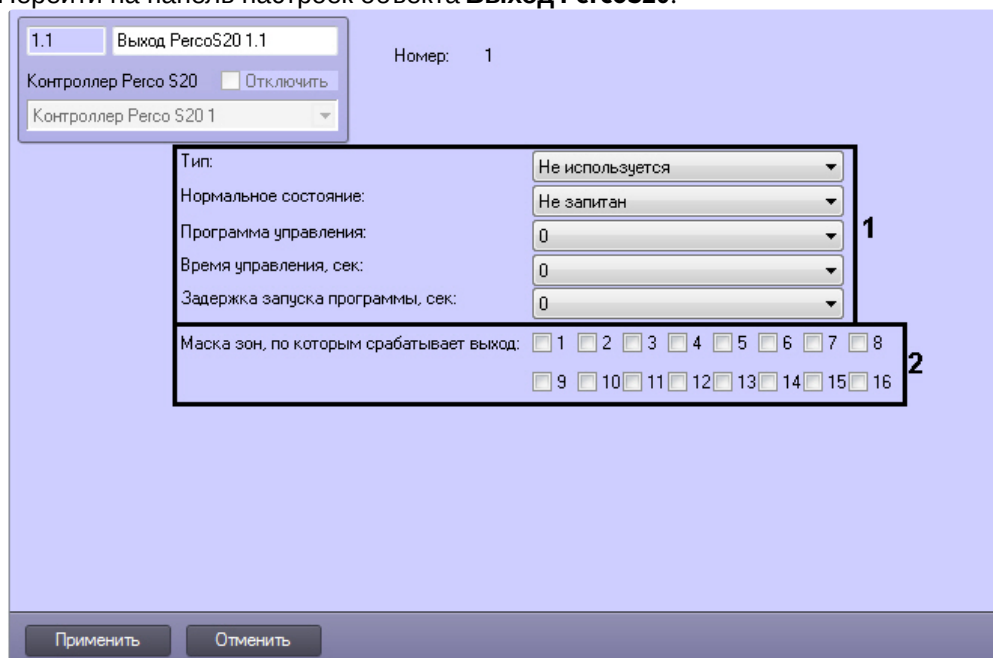 Перейти на панель настроек объекта Выход PercoS20.
1.1 Выход PercoS20 1.1
Номер: 1
Контроллер Perco S20 Отключить
Контроллер Perco S20 1
Тип: Не используется
Нормальное состояние: Не запитан
Программа управления: 0
1
Время управления, сек: 0
Задержка запуска программы, сек: 0
Маска зон, по которым срабатывает выход: 1 2 3 4 5 6 7 8
2
9 10 11 12 13 14 15 16
Применить Отменить